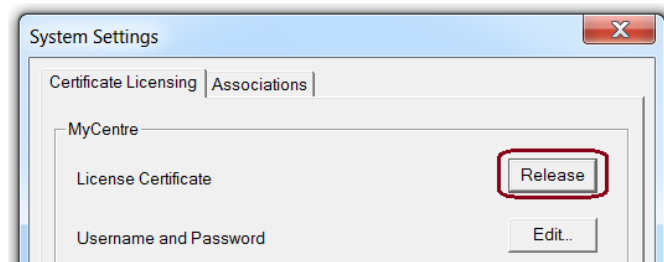 System Settings
Certificate Licensing Associations
MyCentre
License Certificate Release
Username and Password Edit...